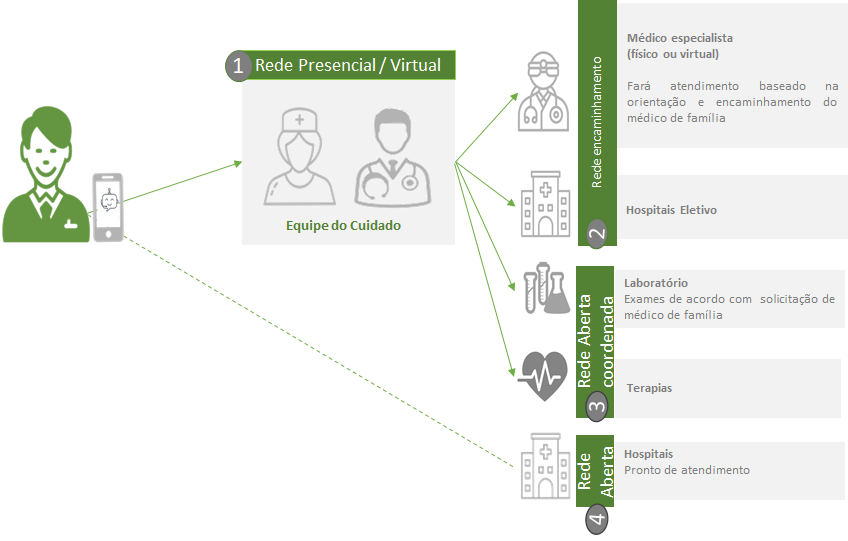 1
Rede Presencial / Virtual
Equipe do Cuidado
Rede encaminhamento
2
Médico especialista
(físico ou virtual)
Fará atendimento baseado na
orientação e encaminhamento do
médico de família
Hospitais Eletivo
Rede Aberta
coordenada
3
Laboratório
Exames de acordo com solicitação de
médico de família
Terapias
Rede
Aberta
4
Hospitais
Pronto de atendimento